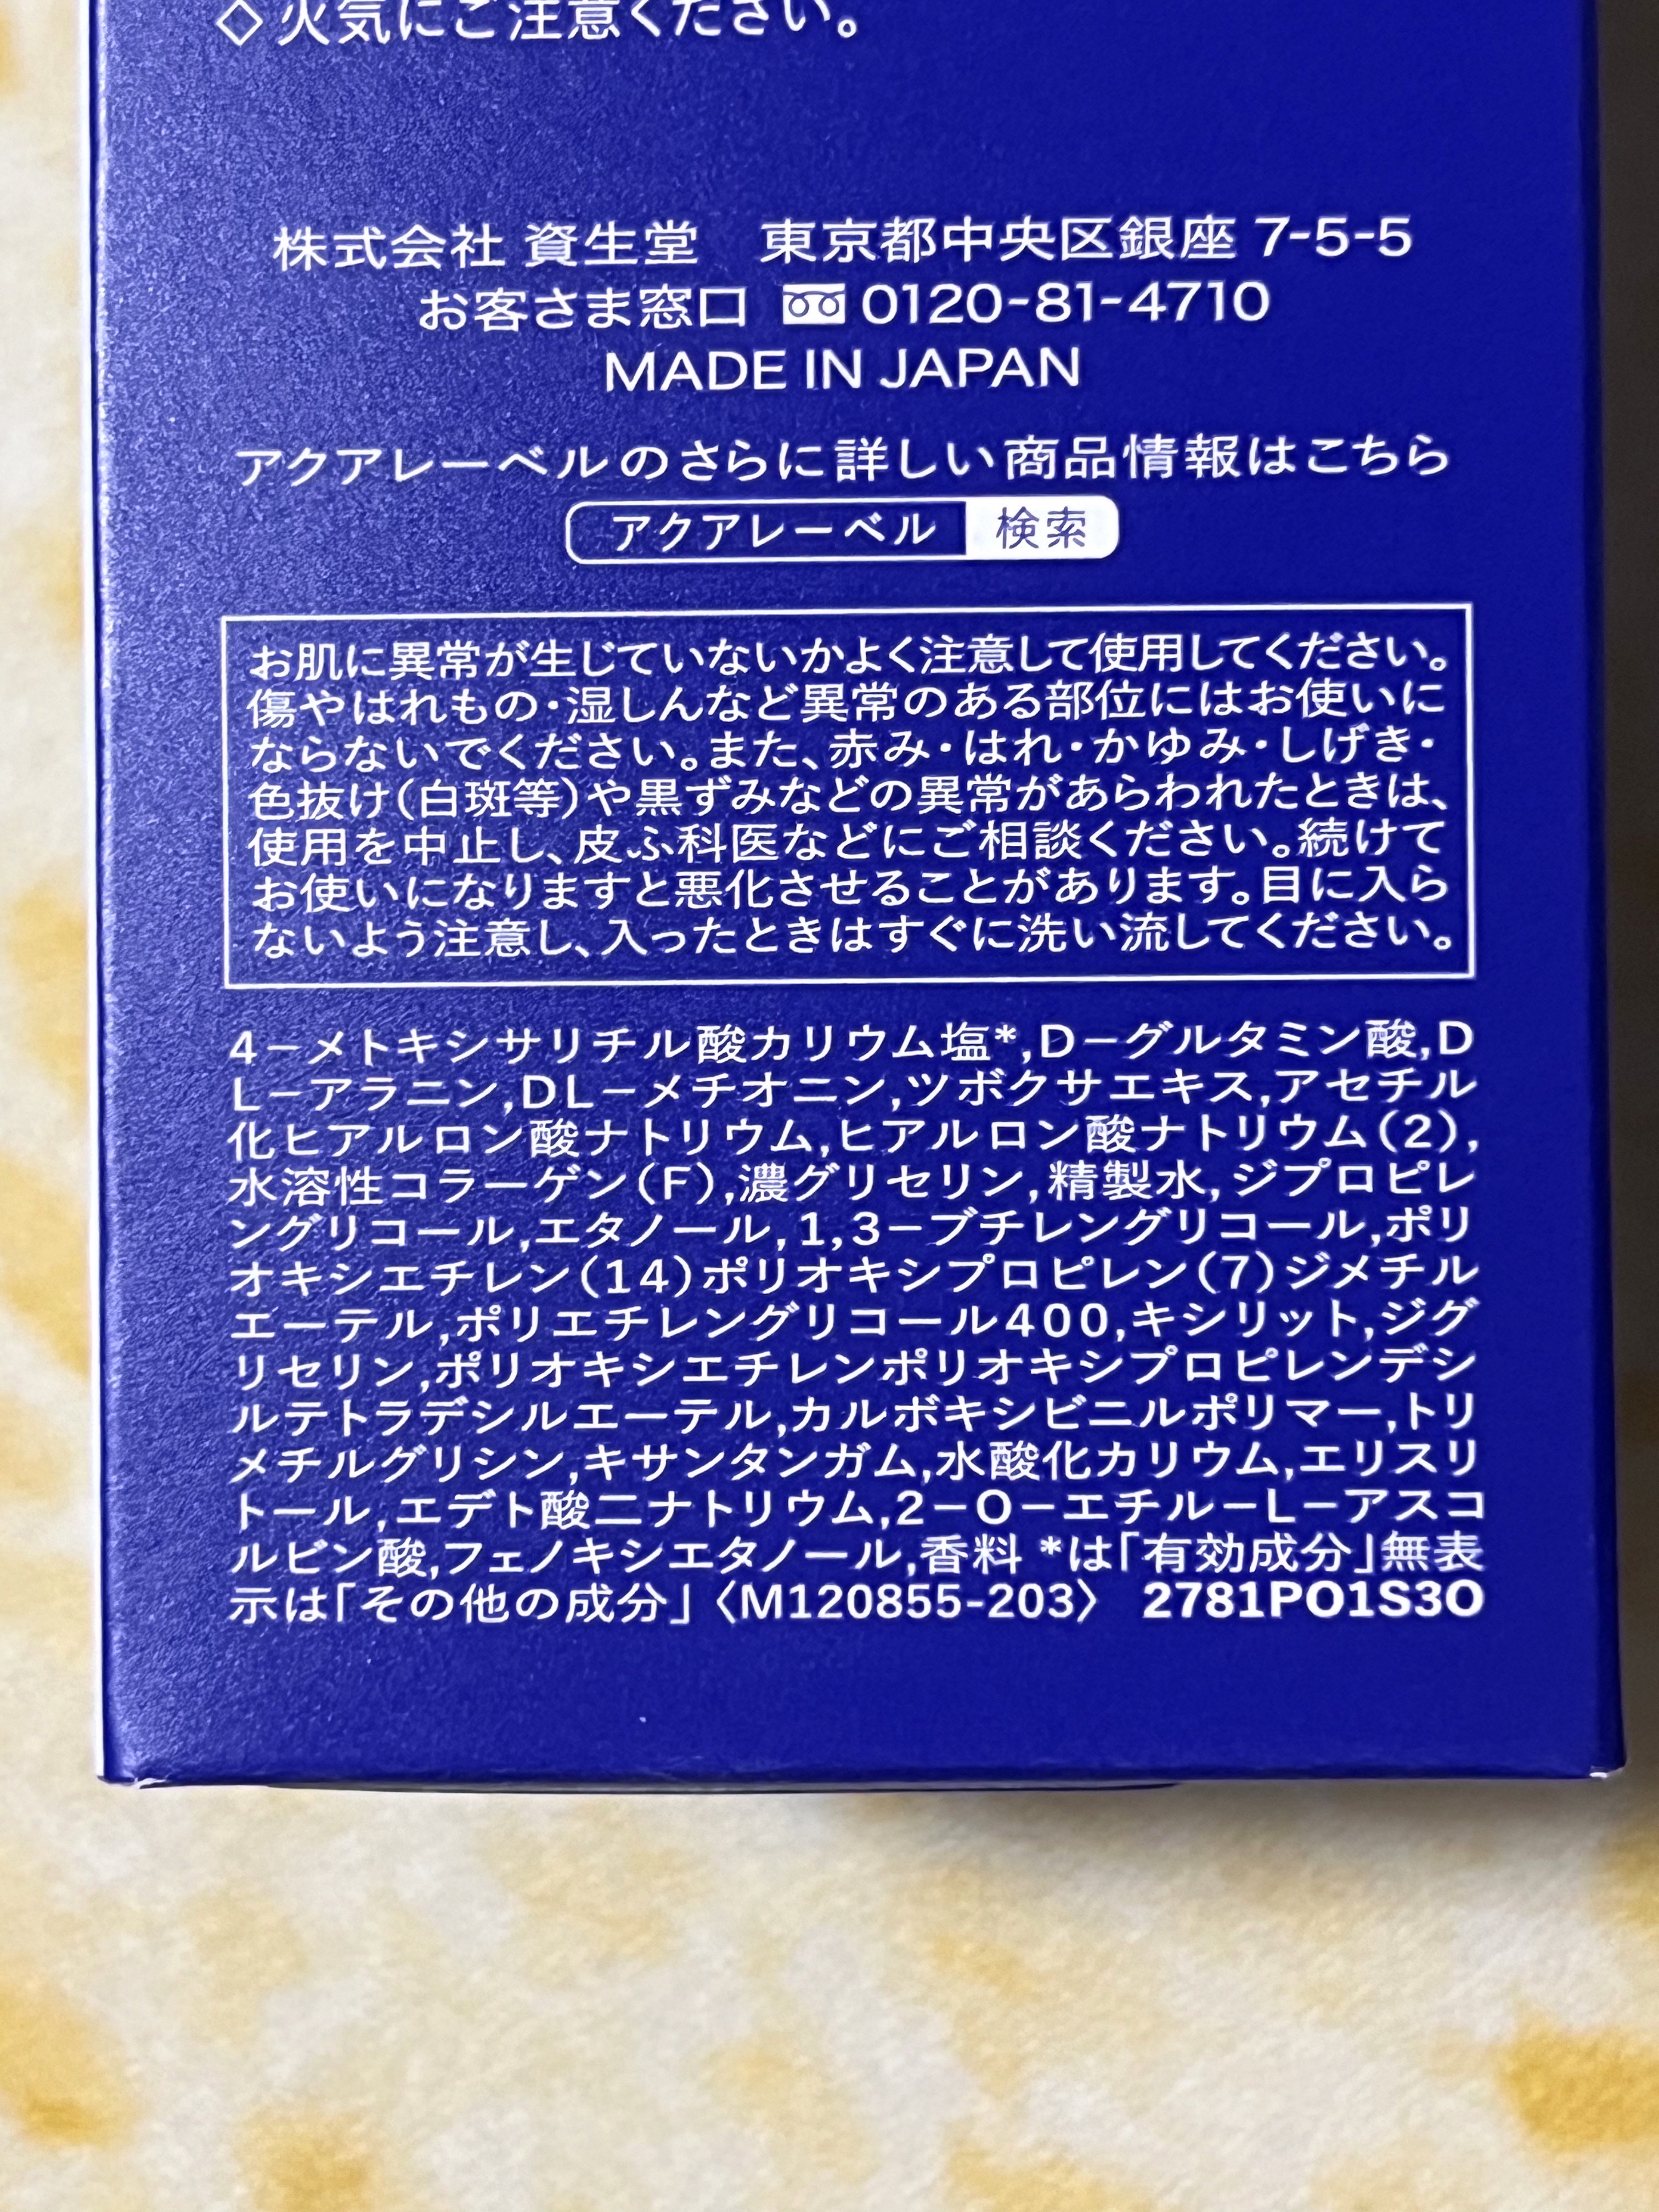 ◇火気にご注意ください。
株式会社 資生堂　東京都中央区銀座 7-5-5
お客さま窓口 0120-81-4710
MADE IN JAPAN
アクアレーベルのさらに詳しい商品情報はこちら
アクアレーベル 検索
お肌に異常が生じていないかよく注意して使用してください。
傷やはれもの・湿しんなど異常のある部位にはお使いに
ならないでください。また、赤み・はれ・かゆみ・しげき・
色抜け(白斑等)や黒ずみなどの異常があらわれたときは、
使用を中止し、皮ふ科医などにご相談ください。続けて
お使いになりますと悪化させることがあります。目に入ら
ないよう注意し、入ったときはすぐに洗い流してください。
4－メトキシサリチル酸カリウム塩*,D－グルタミン酸,D
L－アラニン,DL－メチオニン,ツボクサエキス,アセチル
化ヒアルロン酸ナトリウム,ヒアルロン酸ナトリウム(2),
水溶性コラーゲン(F),濃グリセリン,精製水,ジプロピレ
ングリコール,エタノール,1,3－ブチレングリコール,ポリ
オキシエチレン(14)ポリオキシプロピレン(7)ジメチル
エーテル,ポリエチレングリコール400,キシリット,ジグ
リセリン,ポリオキシエチレンポリオキシプロピレンデシ
ルテトラデシルエーテル,カルボキシビニルポリマー,トリ
メチルグリシン,キサンタンガム,水酸化カリウム,エリスリ
トール,エデト酸二ナトリウム,2－O－エチル－L－アスコ
ルビン酸,フェノキシエタノール,香料 *は「有効成分」無表
示は「その他の成分」〈M120855-203〉 2781PO1S3O